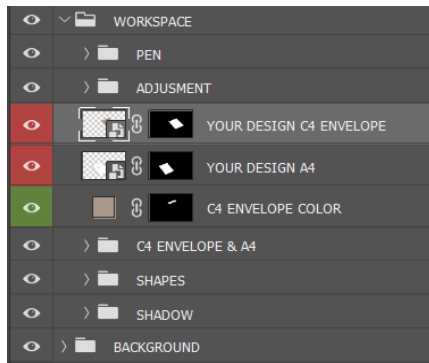 WORKSPACE
PEN
ADJUSMENT
YOUR DESIGN C4 ENVELOPE
YOUR DESIGN A4
C4 ENVELOPE COLOR
C4 ENVELOPE & A4
SHAPES
SHADOW
BACKGROUND